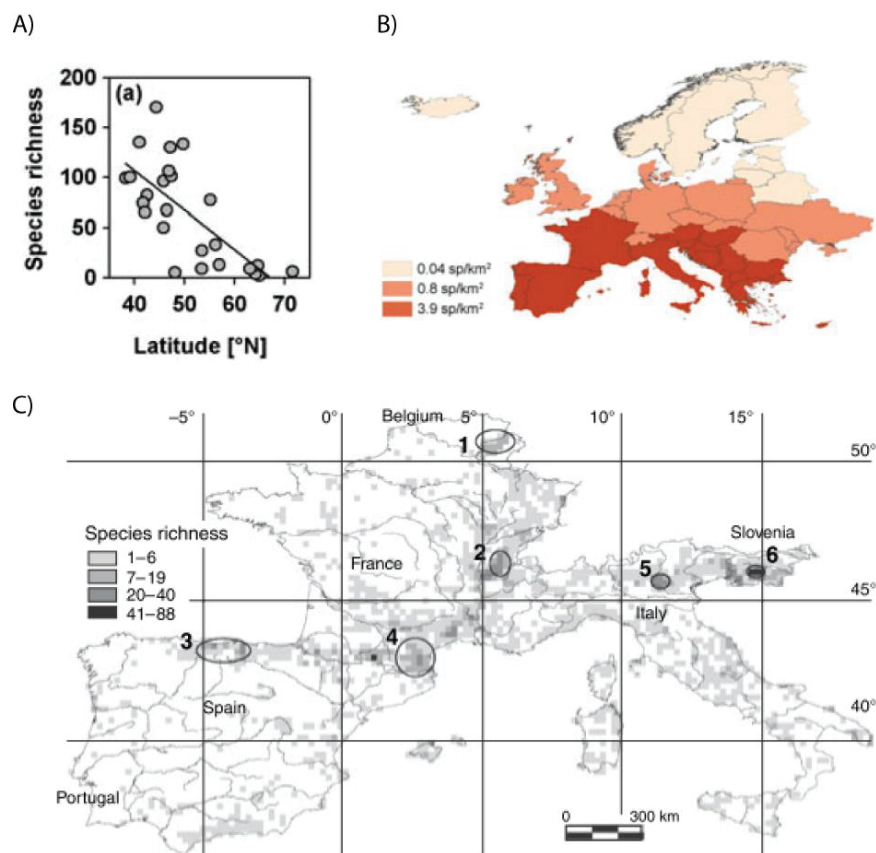 A)
B)
(a)
Species richness
200
150
100
50
0
40
50
60
70
Latitude [°N]
0.04 sp/km²
0.8 sp/km²
3.9 sp/km²
C)
–5°
0°
5°
10°
15°
Belgium
1
50°
Species richness
1–6
7–19
20–40
41–88
France
2
Slovenia
6
5
45°
Italy
3
4
Spain
40°
Portugal
0 300 km